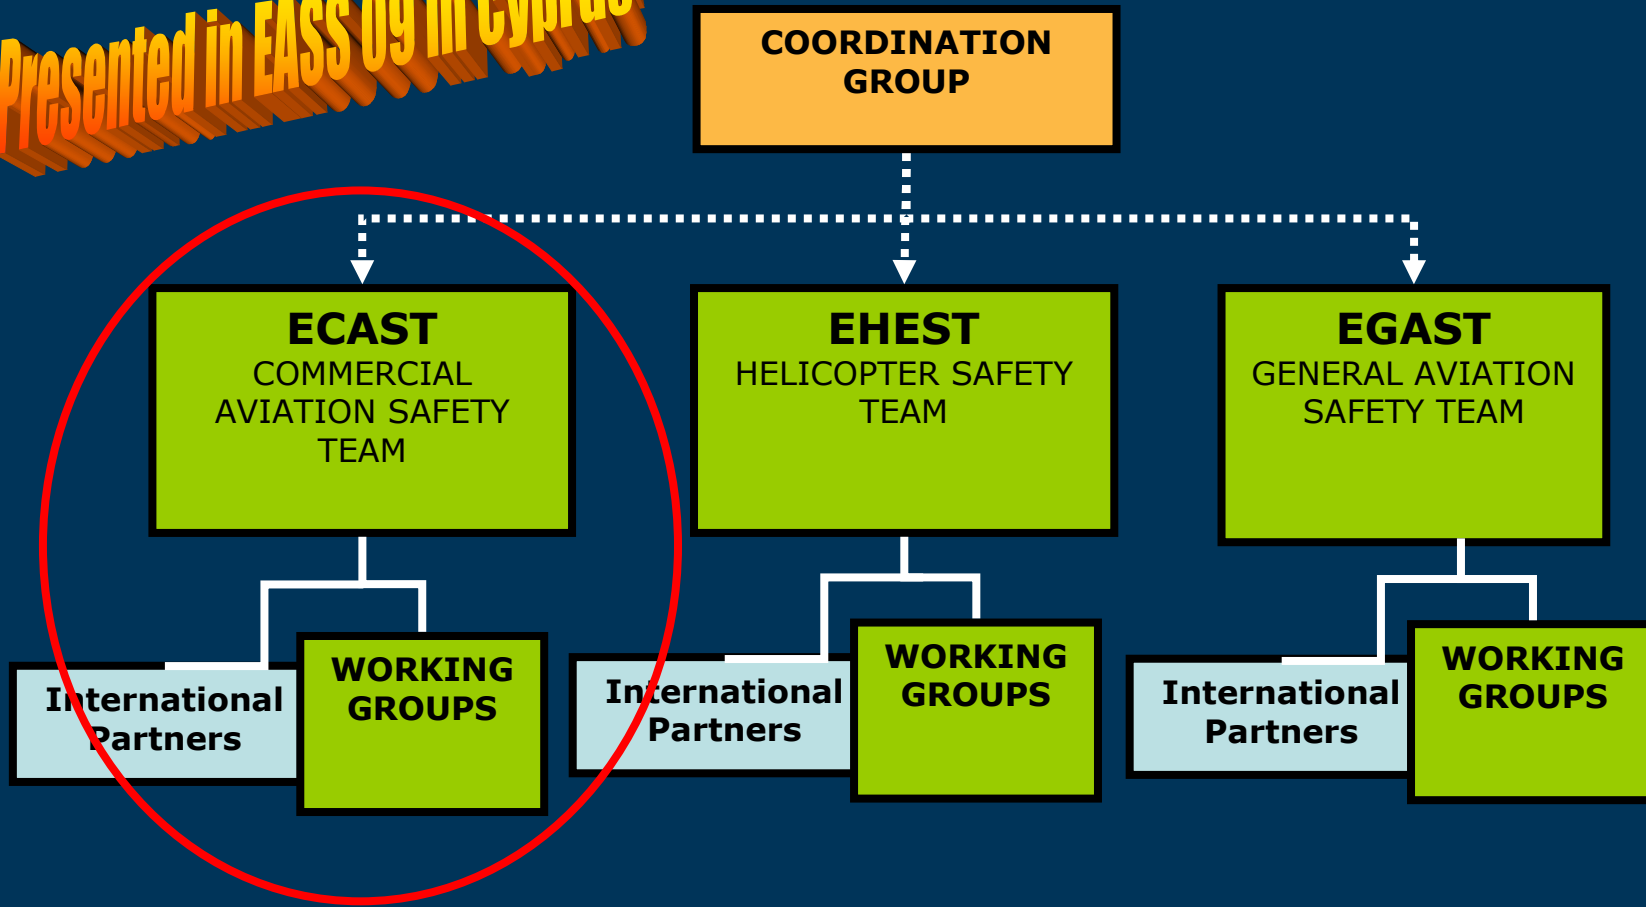 Presented in EASS 09 in Cyprus
COORDINATION
GROUP
ECAST
COMMERCIAL
AVIATION SAFETY
TEAM
EHEST
HELICOPTER SAFETY
TEAM
EGAST
GENERAL AVIATION
SAFETY TEAM
International
Partners
WORKING
GROUPS
International
Partners
WORKING
GROUPS
International
Partners
WORKING
GROUPS